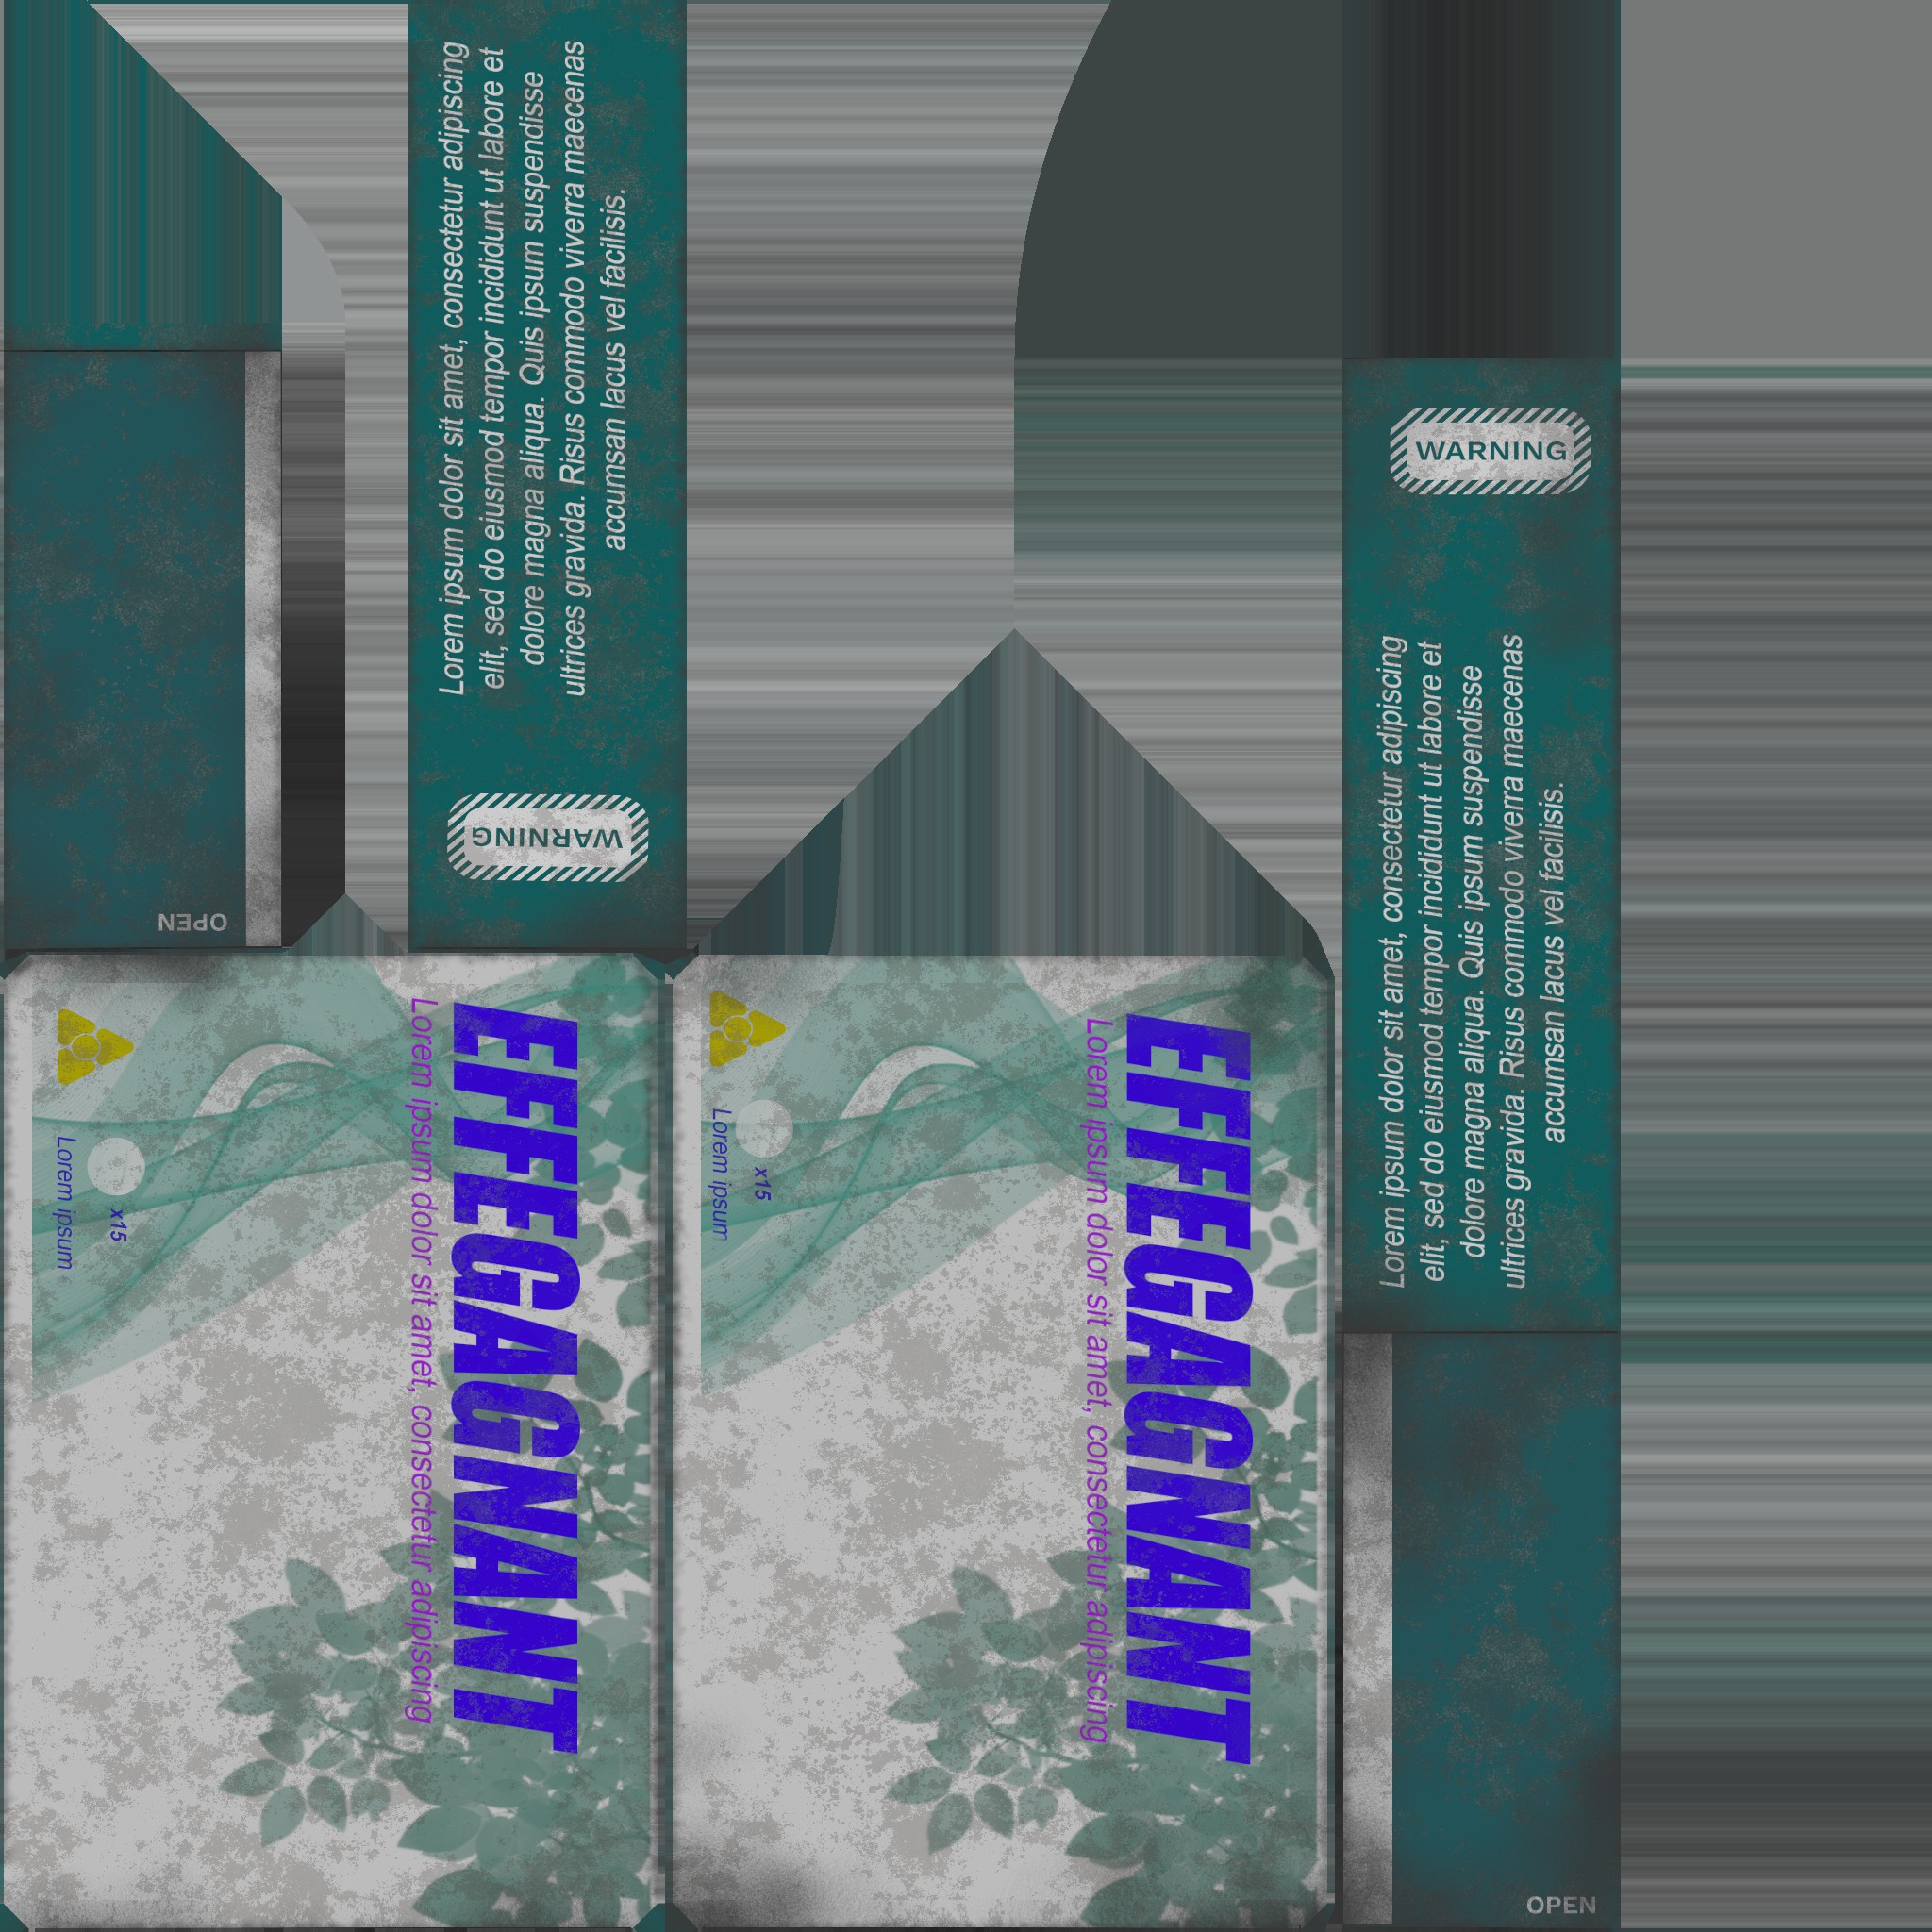 Lorem ipsum dolor sit amet, consectetur adipiscing
elit, sed do eiusmod tempor incididunt ut labore et
dolore magna aliqua. Quis ipsum suspendisse
ultrices gravida. Risus commodo viverra maecenas
accumsan lacus vel facilisis.
WARNING
OPEN
WARNING
Lorem ipsum dolor sit amet, consectetur adipiscing
elit, sed do eiusmod tempor incididunt ut labore et
dolore magna aliqua. Quis ipsum suspendisse
ultrices gravida. Risus commodo viverra maecenas
accumsan lacus vel facilisis.
OPEN
EFFEGAGNANT
Lorem ipsum dolor sit amet, consectetur adipiscing
x15
Lorem ipsum
EFFEGAGNANT
Lorem ipsum dolor sit amet, consectetur adipiscing
x15
Lorem ipsum